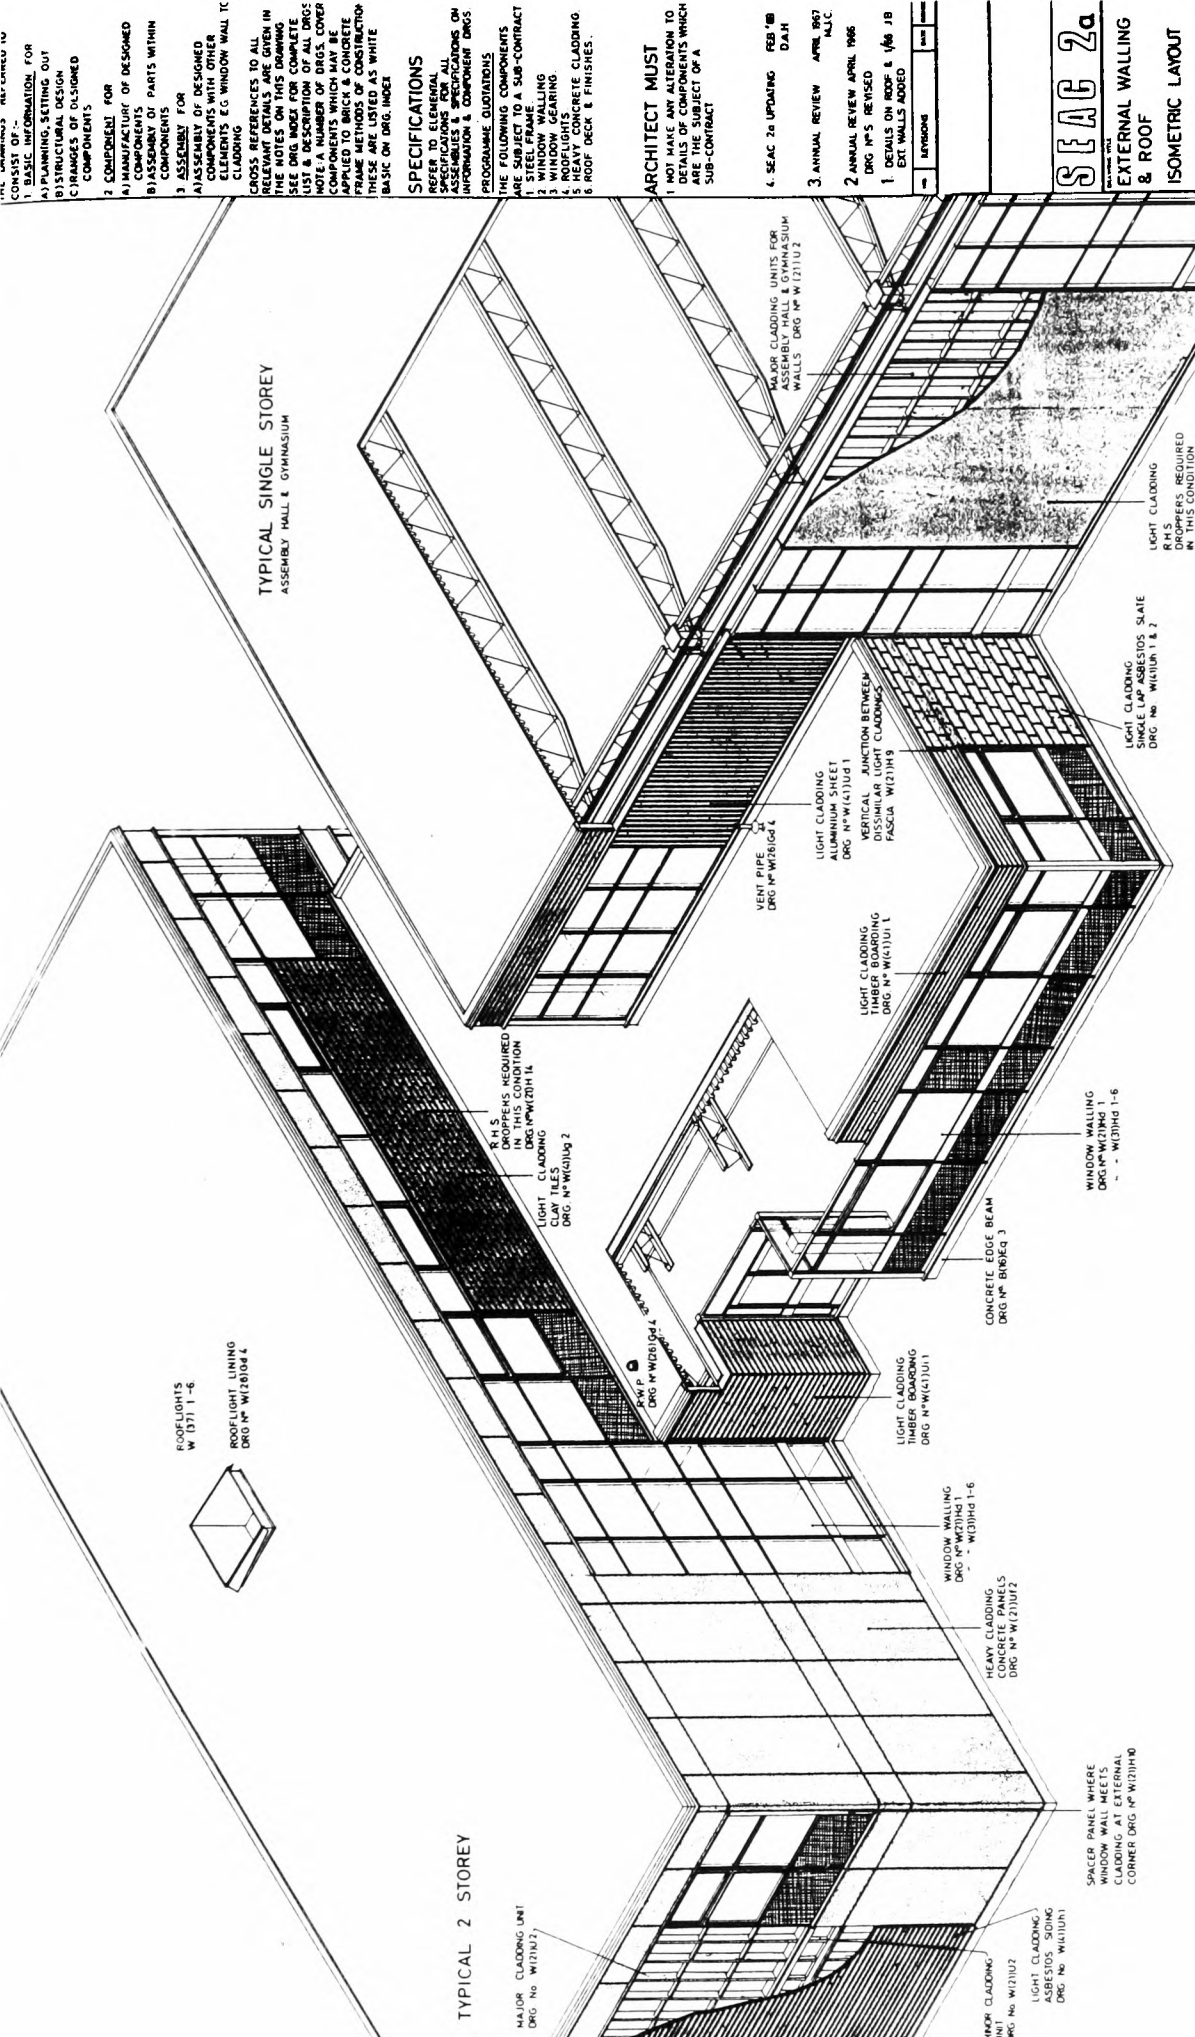 CONSIST OF :-
1 BASIC INFORMATION FOR
A) PLANNING, SETTING OUT
B) STRUCTURAL DESIGN
C) RANGES OF DESIGNED
COMPONENTS
2 COMPONENT FOR
A) MANUFACTURE OF DESIGNED
COMPONENTS
B) ASSEMBLY OF PARTS WITHIN
COMPONENTS
3 ASSEMBLY FOR
A) ASSEMBLY OF DESIGNED
COMPONENTS WITH OTHER
ELEMENTS E.G WINDOW WALL TO
CLADDING
CROSS REFERENCES TO ALL
RELEVANT DETAILS ARE GIVEN IN
THE NOTES ON THIS DRAWING
SEE DRG INDEX FOR COMPLETE
LIST & DESCRIPTION OF ALL DRGS
NOTE:-A NUMBER OF DRGS. COVER
COMPONENTS WHICH MAY BE
APPLIED TO BRICK & CONCRETE
FRAME METHODS OF CONSTRUCTION
THESE ARE LISTED AS WHITE
BASIC ON DRG. INDEX
SPECIFICATIONS
REFER TO ELEMENTAL
SPECIFICATIONS FOR ALL
ASSEMBLIES & SPECIFICATIONS ON
INFORMATION & COMPONENT DRGS.
PROGRAMME QUOTATIONS
THE FOLLOWING COMPONENTS
ARE SUBJECT TO A SUB-CONTRACT
1 STEEL FRAME.
2 WINDOW WALLING
3 WINDOW GEARING.
4. ROOFLIGHTS
5 HEAVY CONCRETE CLADDING.
6. ROOF DECK & FINISHES.
ARCHITECT MUST
1 NOT MAKE ANY ALTERATION TO
DETAILS OF COMPONENTS WHICH
ARE THE SUBJECT OF A
SUB-CONTRACT
4. SEAC 2a UPDATING FEB '68
D.A.H
3. ANNUAL REVIEW APRIL 1967
M.J.C.
2 ANNUAL REVIEW APRIL 1966
DRG NºS REVISED
1. DETAILS ON ROOF & 1/66 JB
EXT WALLS ADDED
REVISIONS DATE
SEAC 2a
EXTERNAL WALLING
& ROOF
ISOMETRIC LAYOUT
TYPICAL SINGLE STOREY
ASSEMBLY HALL & GYMNASIUM
MAJOR CLADDING UNITS FOR
ASSEMBLY HALL & GYMNASIUM
WALLS DRG Nº W(21)U2
LIGHT CLADDING
R H S
DROPPERS REQUIRED
IN THIS CONDITION
LIGHT CLADDING
SINGLE LAP ASBESTOS SLATE
DRG No. W(41)Uh 1 & 2
LIGHT CLADDING
ALUMINIUM SHEET
DRG NºW(41)Ud 1
VERTICAL JUNCTION BETWEEN
DISSIMILAR LIGHT CLADDINGS
FASCIA W(21)H9
VENT PIPE
DRG NºW(26)Gd 4
LIGHT CLADDING
TIMBER BOARDING
DRG. NºW(41)Ui 1
R H S
DROPPERS REQUIRED
IN THIS CONDITION
DRG.NºW(21)H 14
LIGHT CLADDING
CLAY TILES
DRG. NºW(41)Ug 2
WINDOW WALLING
DRG.NºW(21)Hd 1
" - W(31)Hd 1-6
CONCRETE EDGE BEAM
DRG Nº B(16)Eq 3
R.W.P
DRG NºW(26)Gd 4
LIGHT CLADDING
TIMBER BOARDING
DRG NºW(41)Ui 1
ROOFLIGHTS
W (37) 1-6.
ROOFLIGHT LINING
DRG Nº W(26)Gd 4
WINDOW WALLING
DRG NºW(21)Hd 1
- " W(31)Hd 1-6
HEAVY CLADDING
CONCRETE PANELS
DRG Nº W(21)Uf2
SPACER PANEL WHERE
WINDOW WALL MEETS
CLADDING AT EXTERNAL
CORNER DRG NºW(21)H10
TYPICAL 2 STOREY
MAJOR CLADDING UNIT
DRG No W(21)U2
LIGHT CLADDING
ASBESTOS SIDING
DRG No W(41)Uh1
CLADDING
DRG No W(21)U2